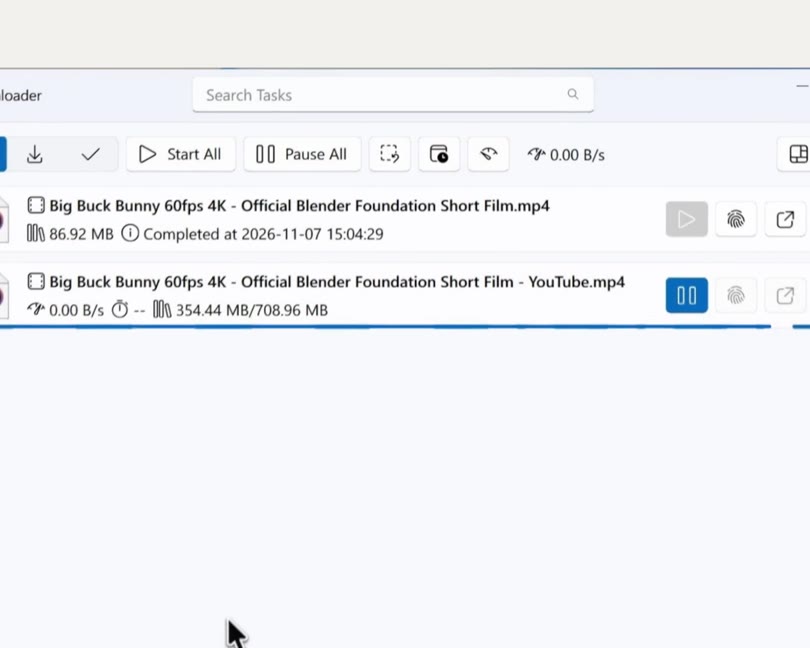 loader
Search Tasks
Start All
Pause All
0.00 B/s
Big Buck Bunny 60fps 4K - Official Blender Foundation Short Film.mp4
86.92 MB Completed at 2026-11-07 15:04:29
Big Buck Bunny 60fps 4K - Official Blender Foundation Short Film - YouTube.mp4
0.00 B/s -- 354.44 MB/708.96 MB